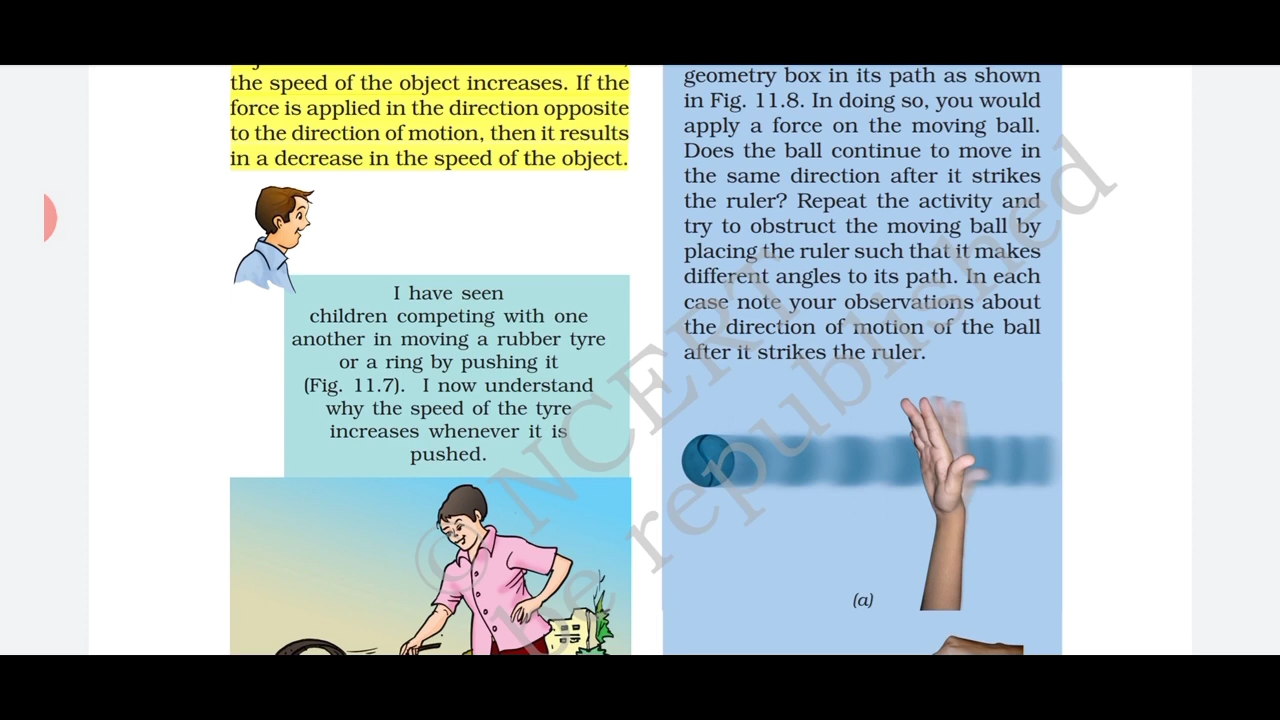 the speed of the object increases. If the
force is applied in the direction opposite
to the direction of motion, then it results
in a decrease in the speed of the object.
I have seen
children competing with one
another in moving a rubber tyre
or a ring by pushing it
(Fig. 11.7). I now understand
why the speed of the tyre
increases whenever it is
pushed.
geometry box in its path as shown
in Fig. 11.8. In doing so, you would
apply a force on the moving ball.
Does the ball continue to move in
the same direction after it strikes
the ruler? Repeat the activity and
try to obstruct the moving ball by
placing the ruler such that it makes
different angles to its path. In each
case note your observations about
the direction of motion of the ball
after it strikes the ruler.
(a)
© NCERT
be republished